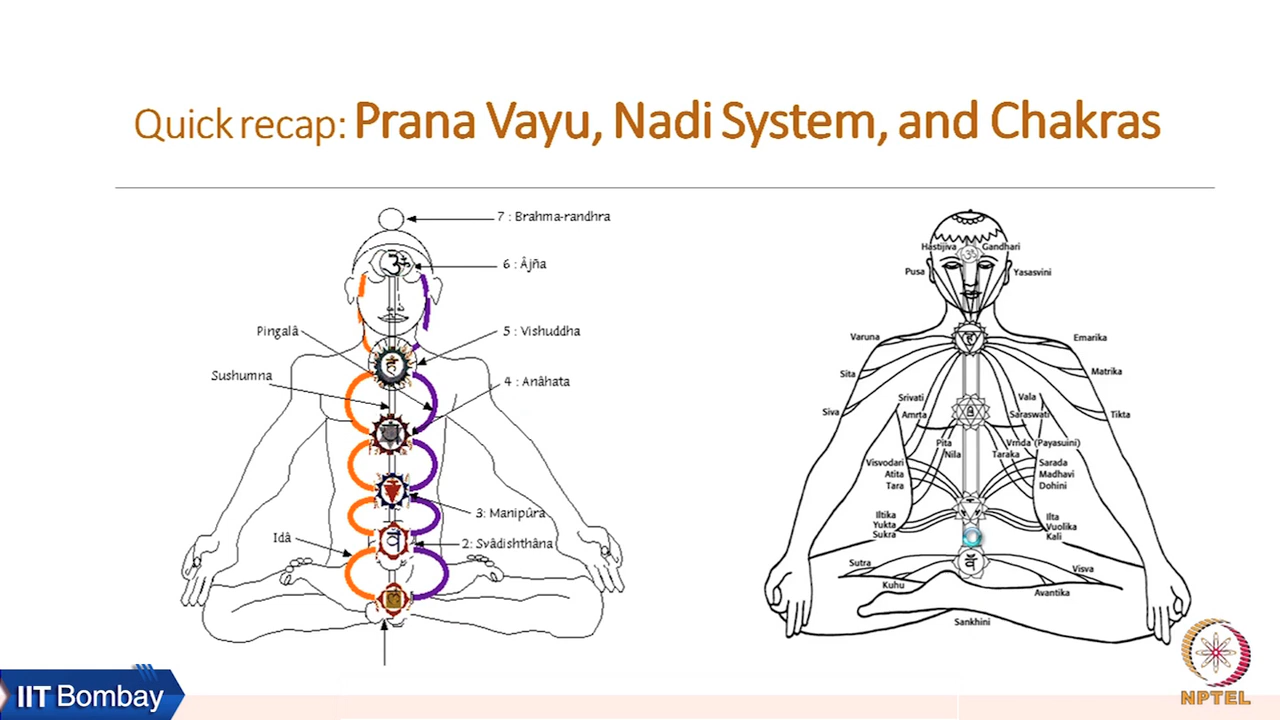 Quick recap: Prana Vayu, Nadi System, and Chakras
7 : Brahma-randhra
6 : Âjña
Pingalâ
5 : Vishuddha
Sushumna
4 : Anâhata
3: Manipûra
Idâ
2: Svâdishthâna
Hastijiva
Gandhari
Pusa
Yasasvini
Varuna
Emarika
Sita
Matrika
Siva
Srivati
Vala
Amrta
Saraswati
Tikta
Pita
Vrnda (Payasuini)
Nila
Taraka
Visvodari
Sarada
Atita
Madhavi
Tara
Dohini
Iltika
Ilta
Yukta
Vuolika
Sukra
Kali
Sutra
Visva
Kuhu
Avantika
Sankhini
IIT Bombay
NPTEL